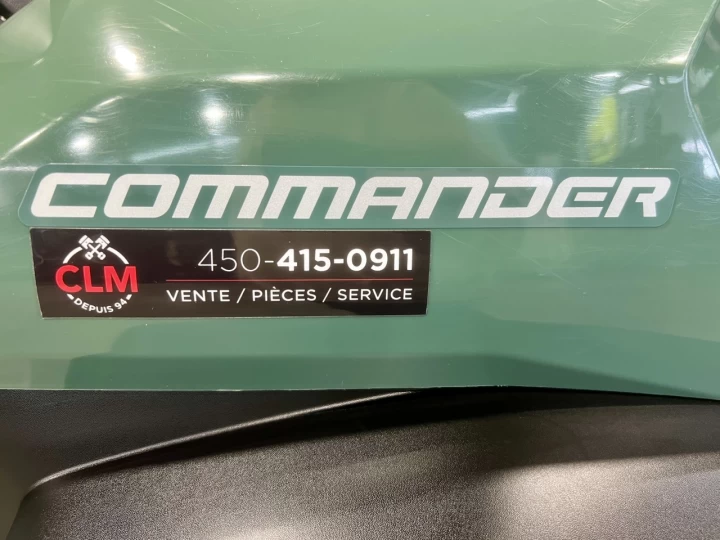 COMMANDER
CLM
DEPUIS 94
450-415-0911
VENTE / PIÈCES / SERVICE